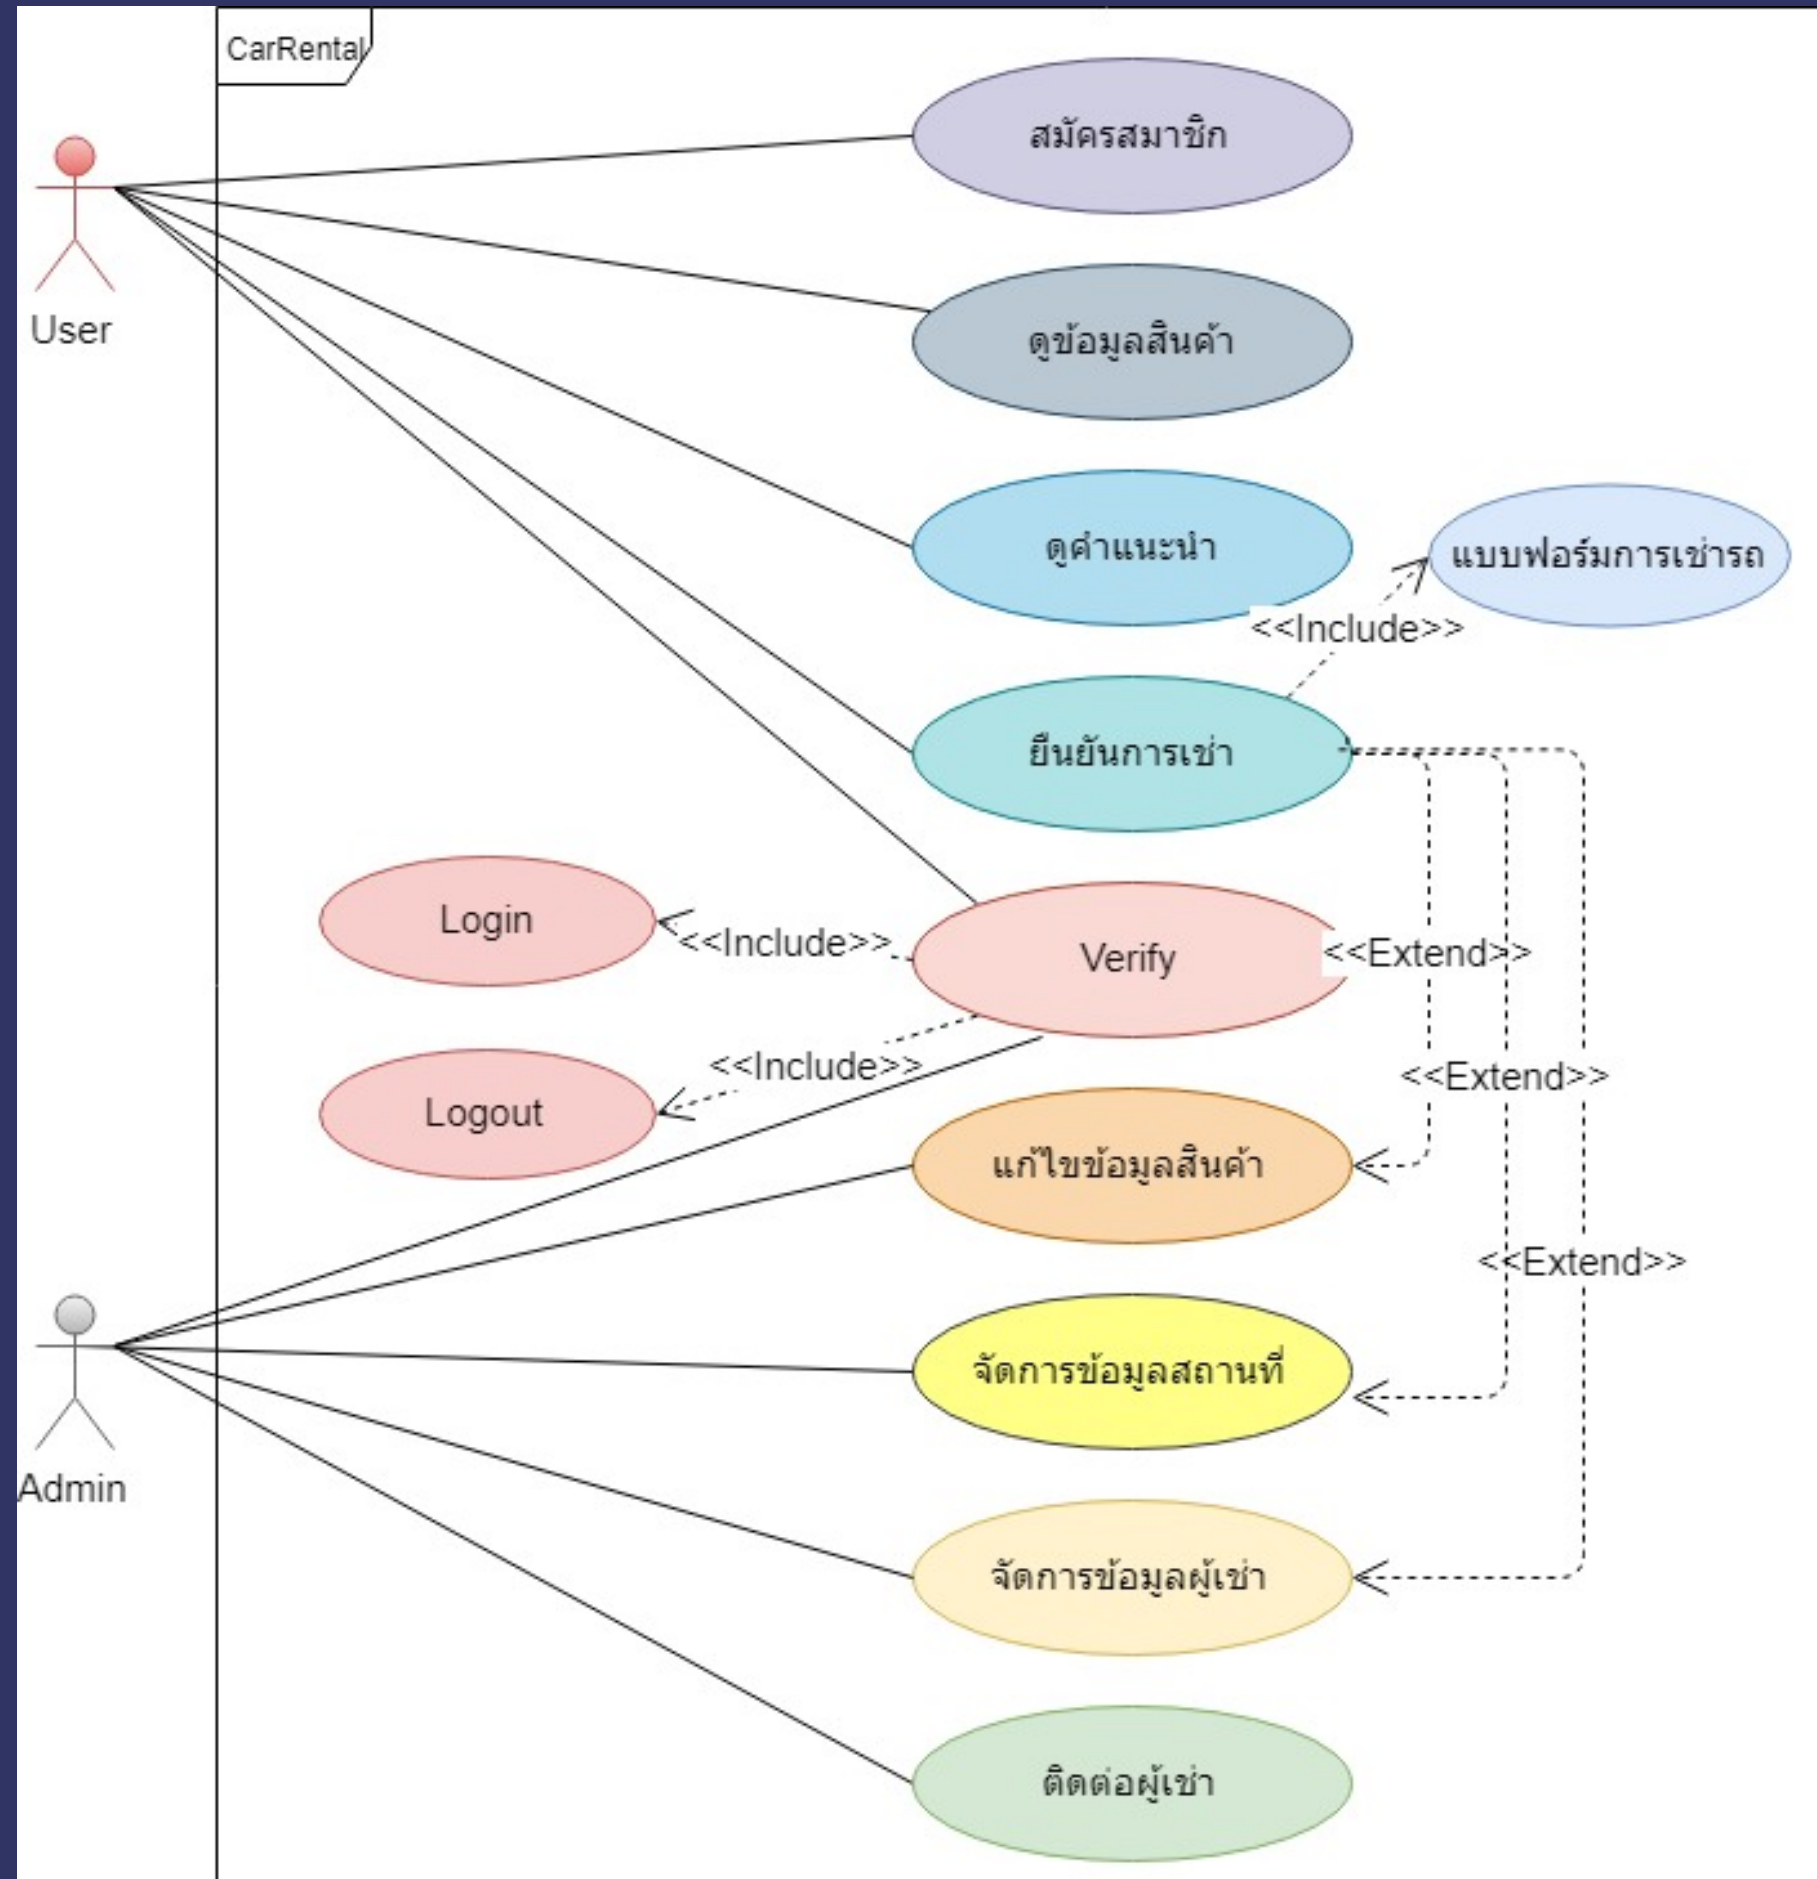 CarRental
สมัครสมาชิก
User
ดูข้อมูลสินค้า
ดูคำแนะนำ
แบบฟอร์มการเช่ารถ
<<Include>>
ยืนยันการเช่า
Login
<<Include>>
Verify
<<Extend>>
Logout
<<Include>>
<<Extend>>
แก้ไขข้อมูลสินค้า
<<Extend>>
จัดการข้อมูลสถานที่
Admin
จัดการข้อมูลผู้เช่า
ติดต่อผู้เช่า